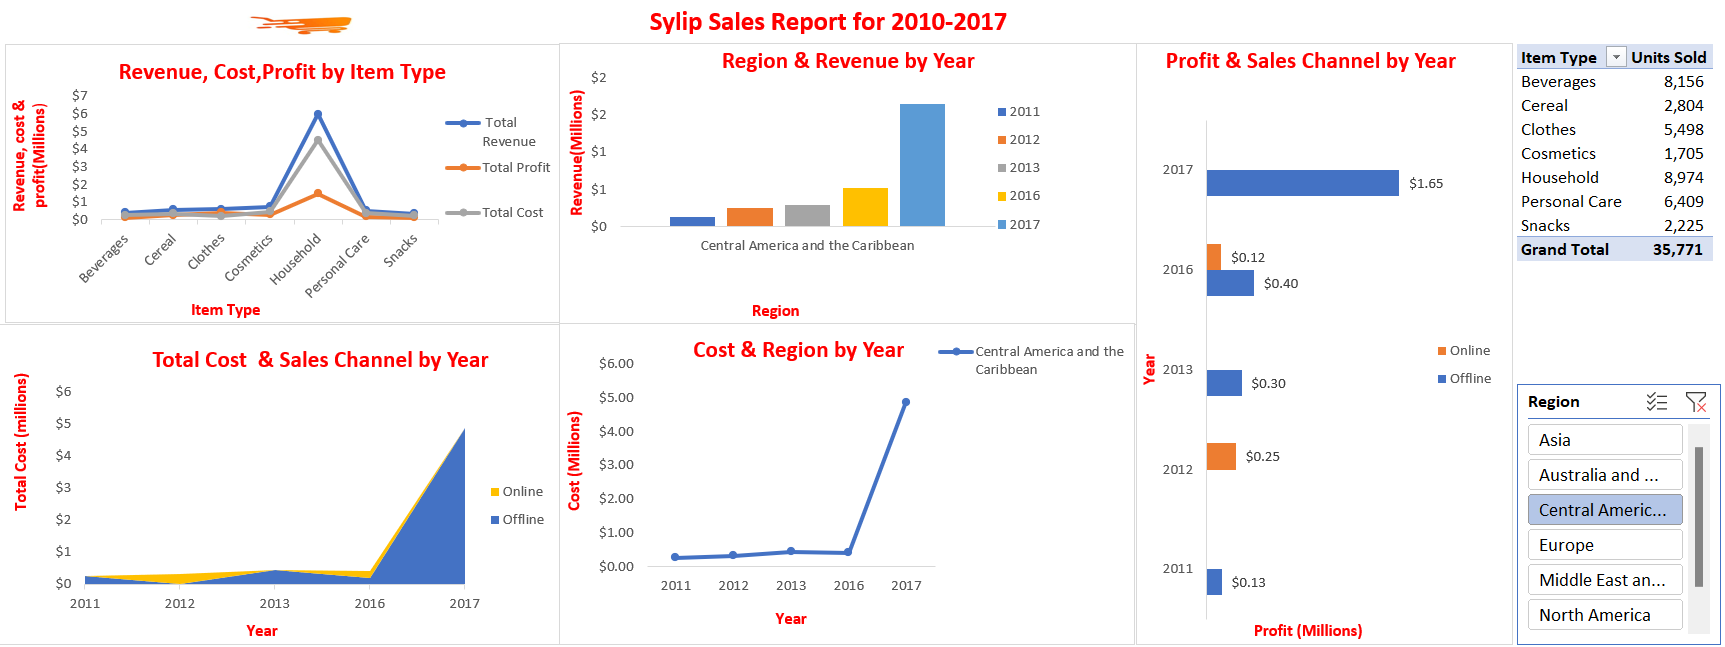 Sylip Sales Report for 2010-2017
Revenue, Cost,Profit by Item Type
Revenue, cost &
profit(Millions)
$7
$6
$5
$4
$3
$2
$1
$0
Beverages
Cereal
Clothes
Cosmetics
Household
Personal Care
Snacks
Item Type
Total
Revenue
Total Profit
Total Cost
Region & Revenue by Year
Revenue(Millions)
$2
$2
$1
$1
$0
Central America and the Caribbean
Region
2011
2012
2013
2016
2017
Profit & Sales Channel by Year
Year
2017
2016
2013
2012
2011
$1.65
$0.12
$0.40
$0.30
$0.25
$0.13
Online
Offline
Profit (Millions)
Item Type Units Sold
Beverages 8,156
Cereal 2,804
Clothes 5,498
Cosmetics 1,705
Household 8,974
Personal Care 6,409
Snacks 2,225
Grand Total 35,771
Total Cost & Sales Channel by Year
Total Cost (millions)
$6
$5
$4
$3
$2
$1
$0
2011 2012 2013 2016 2017
Year
Online
Offline
Cost & Region by Year
Central America and the
Caribbean
Cost (Millions)
$6.00
$5.00
$4.00
$3.00
$2.00
$1.00
$0.00
2011 2012 2013 2016 2017
Year
Region
Asia
Australia and ...
Central Americ...
Europe
Middle East an...
North America